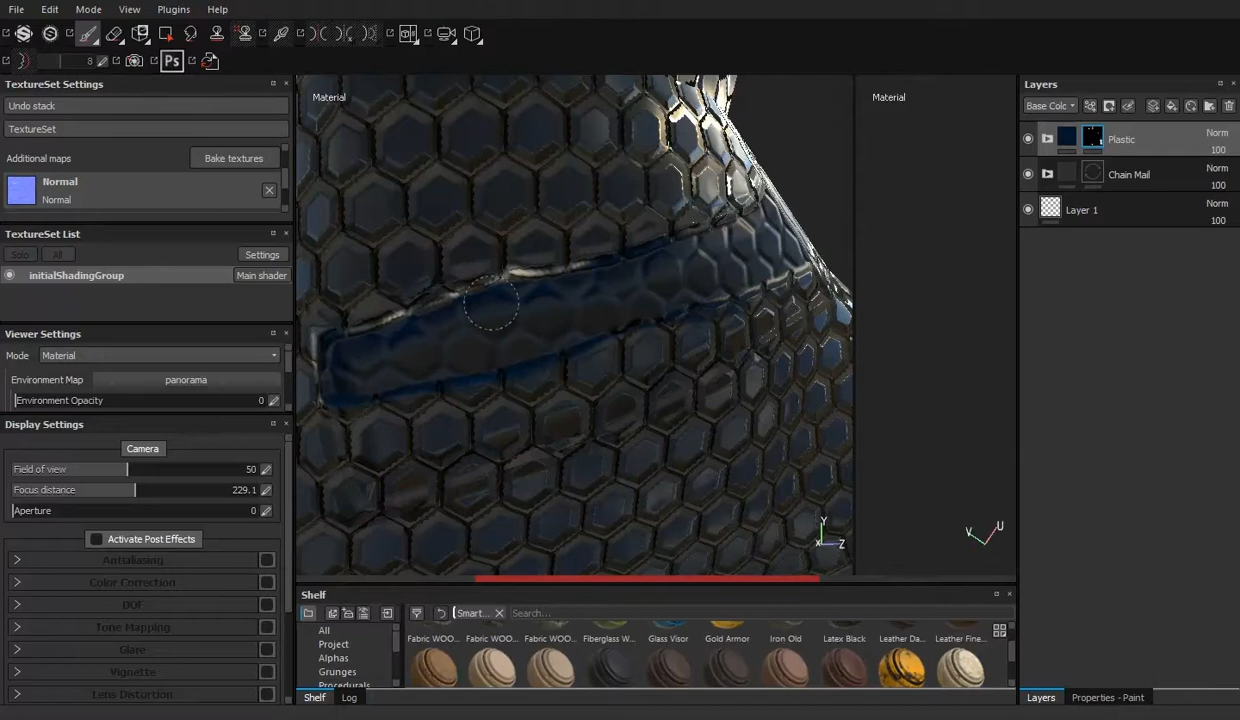 File Edit Mode View Plugins Help
8
Ps
TextureSet Settings
Undo stack
TextureSet
Additional maps
Bake textures
Normal
Normal
TextureSet List
Solo
All
Settings
initialShadingGroup
Main shader
Viewer Settings
Mode Material
Environment Map panorama
Environment Opacity 0
Display Settings
Camera
Field of view 50
Focus distance 229.1
Aperture 0
Activate Post Effects
Antialiasing
Color Correction
DOF
Tone Mapping
Glare
Vignette
Lens Distortion
Material
Y
X
Z
Material
V
U
Shelf
Smart...
Search...
All
Project
Alphas
Grunges
Procedurals
Fabric WOO... Fabric WOO... Fabric WOO... Fiberglass W... Glass Visor Gold Armor Iron Old Latex Black Leather Da... Leather Fine...
Shelf Log
Layers
Base Colc
Plastic
Norm
100
Chain Mail
Norm
100
Layer 1
Norm
100
Layers Properties - Paint